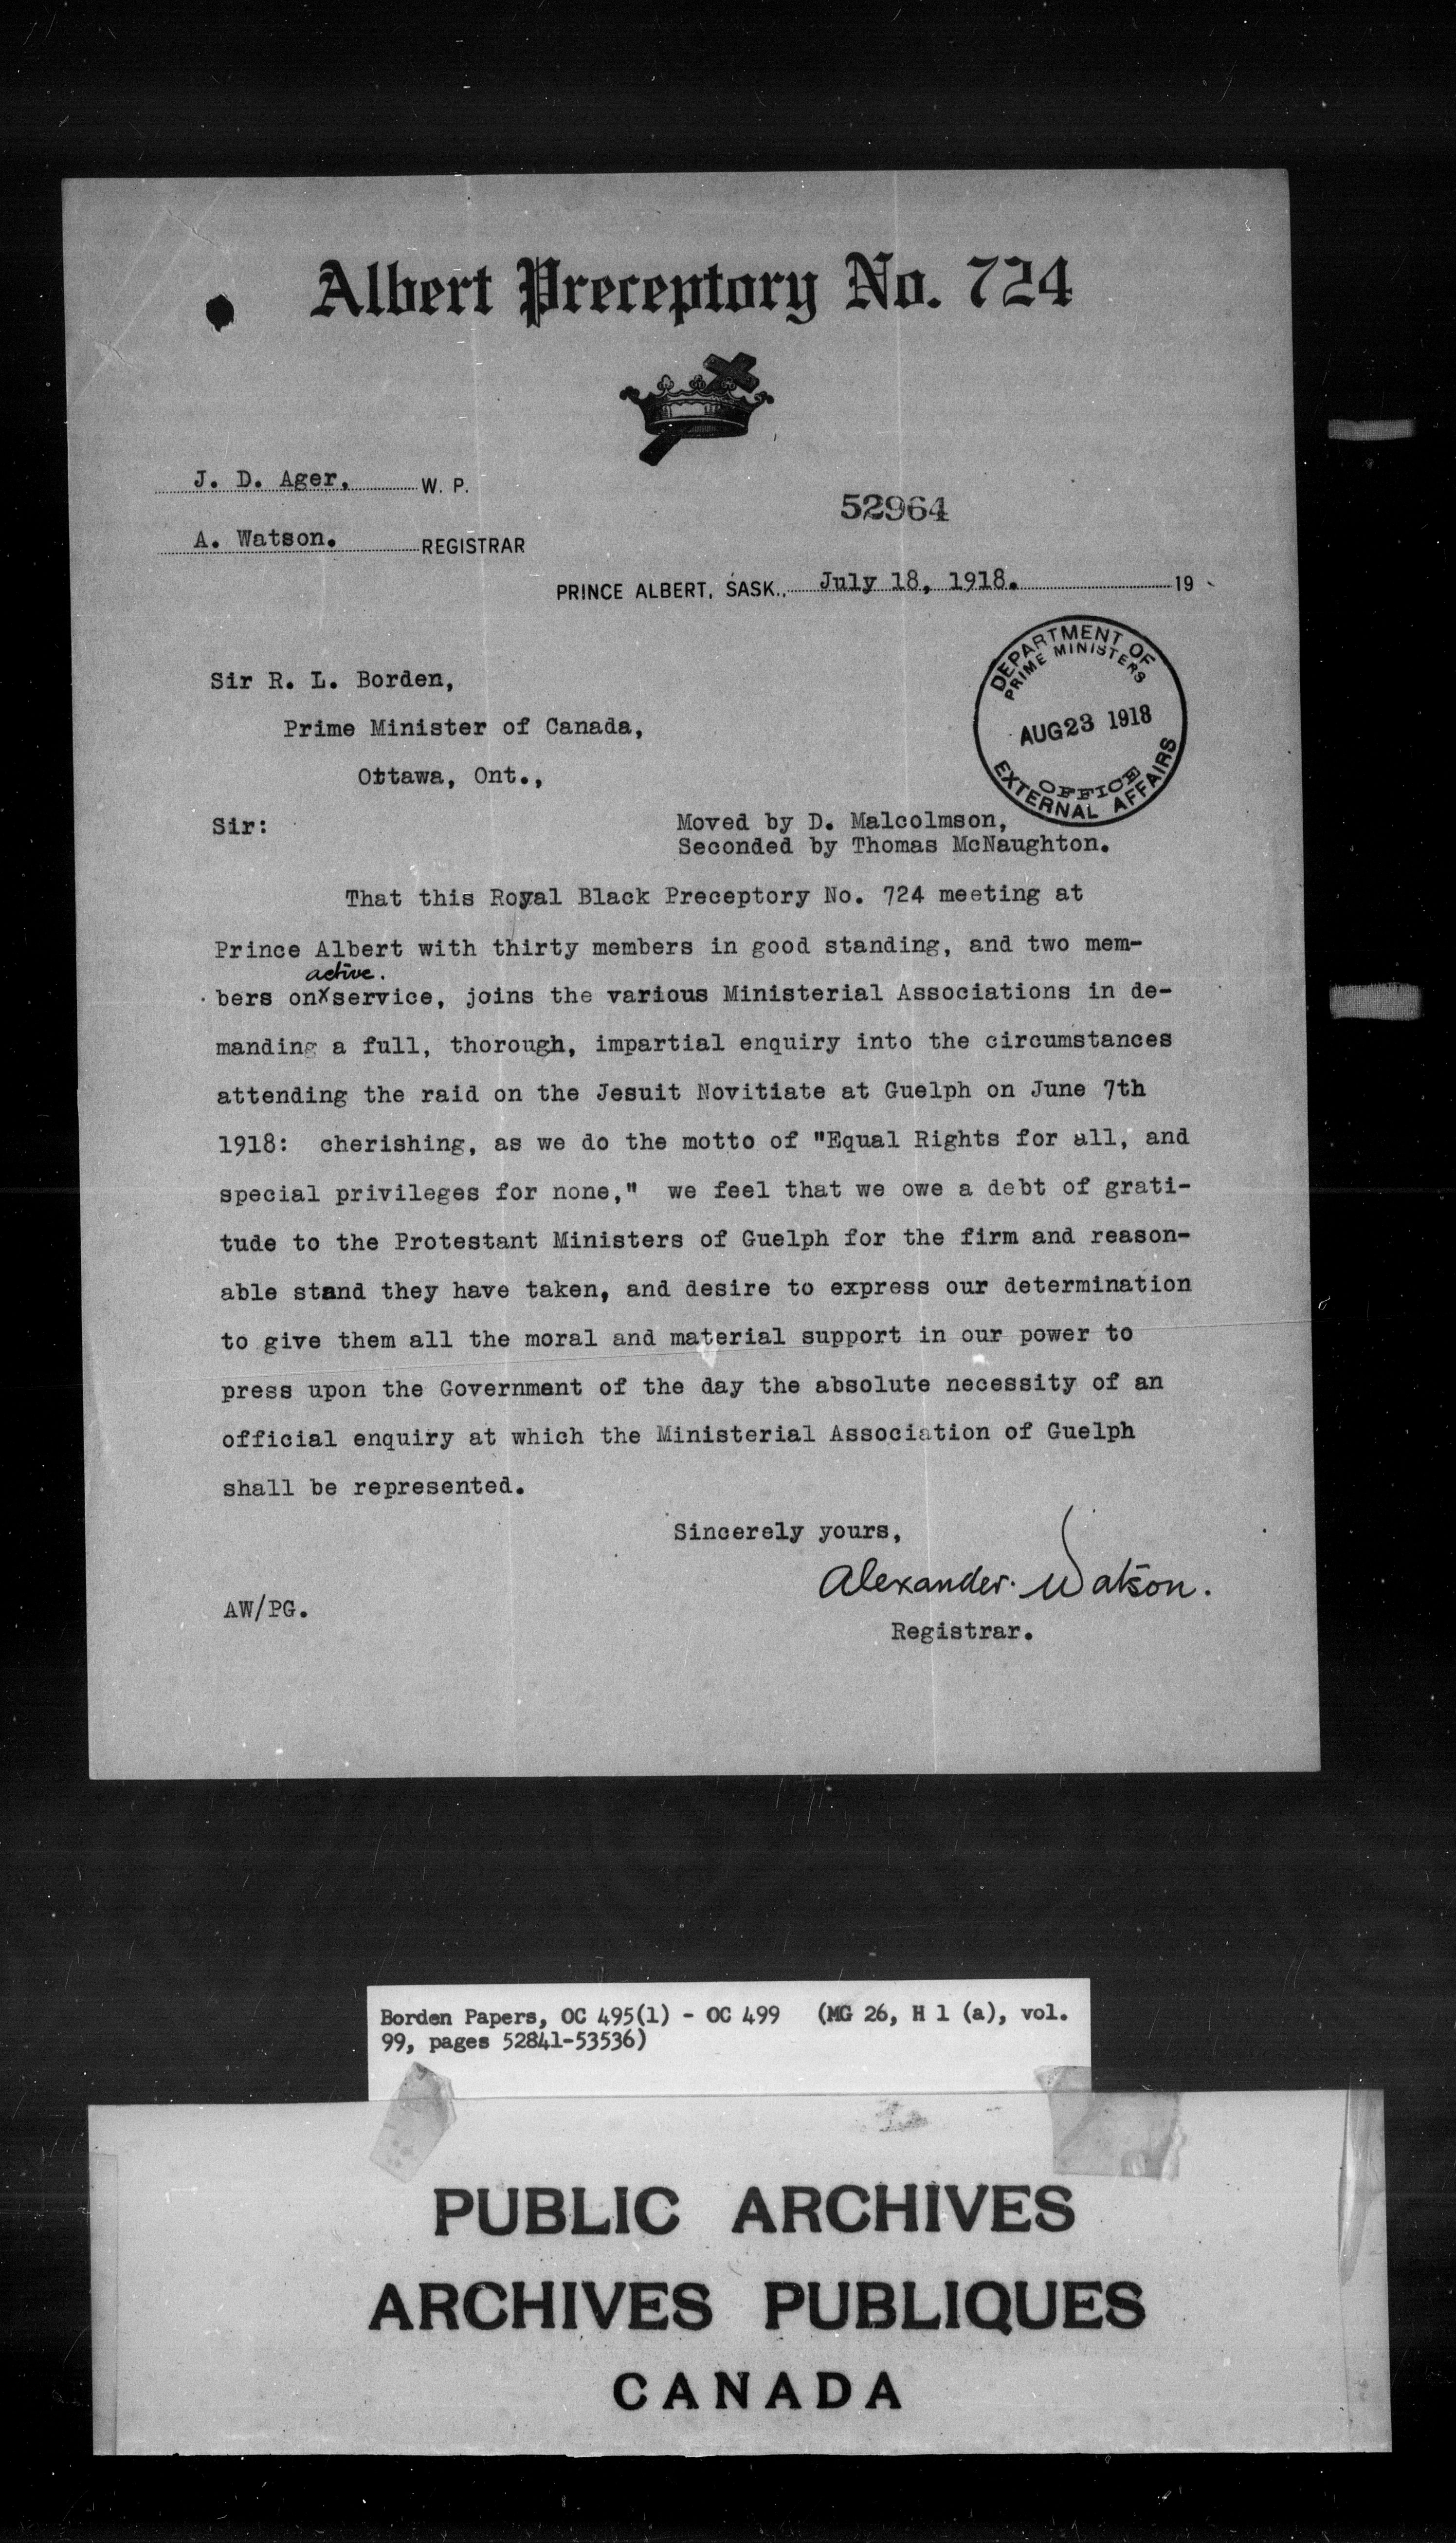 Albert Preceptory No. 724
J. D. Ager, W. P.
52964
A. Watson. REGISTRAR
PRINCE ALBERT, SASK., July 18, 1918. 19
DEPARTMENT OF
PRIME MINISTERS
AUG 23 1918
OFFICE
EXTERNAL AFFAIRS
Sir R. L. Borden,
Prime Minister of Canada,
Ottawa, Ont.,
Sir:
Moved by D. Malcolmson,
Seconded by Thomas McNaughton.
That this Royal Black Preceptory No. 724 meeting at
Prince Albert with thirty members in good standing, and two mem-
active.
bers onxservice, joins the various Ministerial Associations in de-
manding a full, thorough, impartial enquiry into the circumstances
attending the raid on the Jesuit Novitiate at Guelph on June 7th
1918: cherishing, as we do the motto of "Equal Rights for all, and
special privileges for none," we feel that we owe a debt of grati-
tude to the Protestant Ministers of Guelph for the firm and reason-
able stand they have taken, and desire to express our determination
to give them all the moral and material support in our power to
press upon the Government of the day the absolute necessity of an
official enquiry at which the Ministerial Association of Guelph
shall be represented.
Sincerely yours,
Alexander. Watson.
AW/PG.
Registrar.
Borden Papers, OC 495(1) - OC 499 (MG 26, H 1 (a), vol.
99, pages 52841-53536)
PUBLIC ARCHIVES
ARCHIVES PUBLIQUES
CANADA